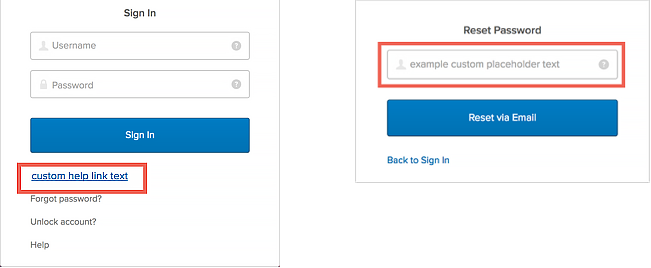 Sign In
Username
?
Password
?
Sign In
custom help link text
Forgot password?
Unlock account?
Help
Reset Password
example custom placeholder text
?
Reset via Email
Back to Sign In